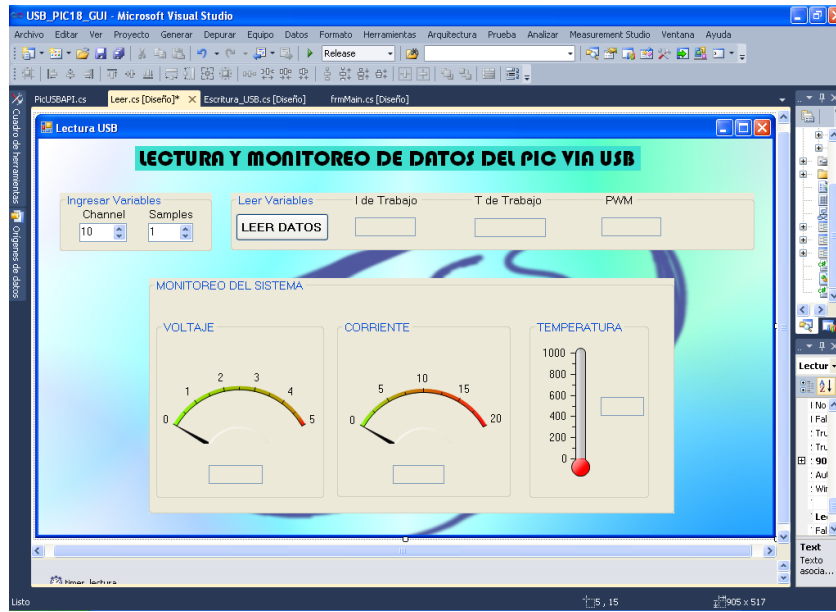 USB_PIC18_GUI - Microsoft Visual Studio
Archivo Editar Ver Proyecto Generar Depurar Equipo Datos Formato Herramientas Arquitectura Prueba Analizar Measurement Studio Ventana Ayuda
Release
PicUSBAPI.cs Leer.cs [Diseño]* Escritura_USB.cs [Diseño] frmMain.cs [Diseño]
Cuadro de herramientas
Orígenes de datos
Lectura USB
LECTURA Y MONITOREO DE DATOS DEL PIC VIA USB
Ingresar Variables
Channel Samples
10 1
Leer Variables I de Trabajo T de Trabajo PWM
LEER DATOS
MONITOREO DEL SISTEMA
VOLTAJE
0 1 2 3 4 5
CORRIENTE
0 5 10 15 20
TEMPERATURA
1000
800
600
400
200
0
Lectur
90
Text
Texto
asocia...
timer_lectura
Listo
5 , 15
905 x 517